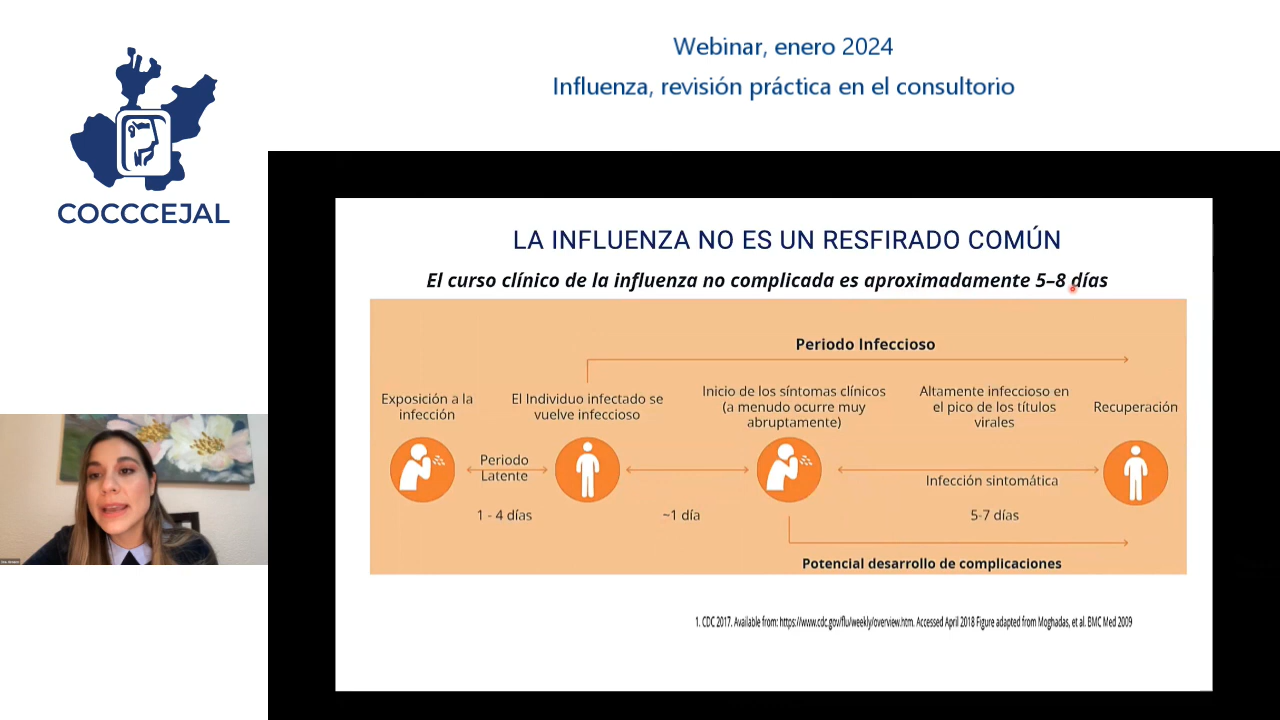 Webinar, enero 2024
Influenza, revisión práctica en el consultorio
COCCCEJAL
LA INFLUENZA NO ES UN RESFIRADO COMÚN
El curso clínico de la influenza no complicada es aproximadamente 5–8 días
Periodo Infeccioso
Exposición a la
infección
El Individuo infectado se
vuelve infeccioso
Inicio de los síntomas clínicos
(a menudo ocurre muy
abruptamente)
Altamente infeccioso en
el pico de los títulos
virales
Recuperación
Periodo
Latente
Infección sintomática
1 - 4 días
~1 día
5-7 días
Potencial desarrollo de complicaciones
1. CDC 2017. Available from: https://www.cdc.gov/flu/weekly/overview.htm. Accessed April 2018 Figure adapted from Moghadas, et al. BMC Med 2009